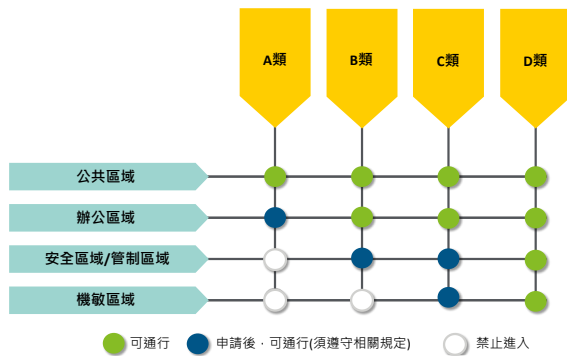 A類 B類 C類 D類
公共區域
辦公區域
安全區域/管制區域
機敏區域
可通行 申請後，可通行(須遵守相關規定) 禁止進入